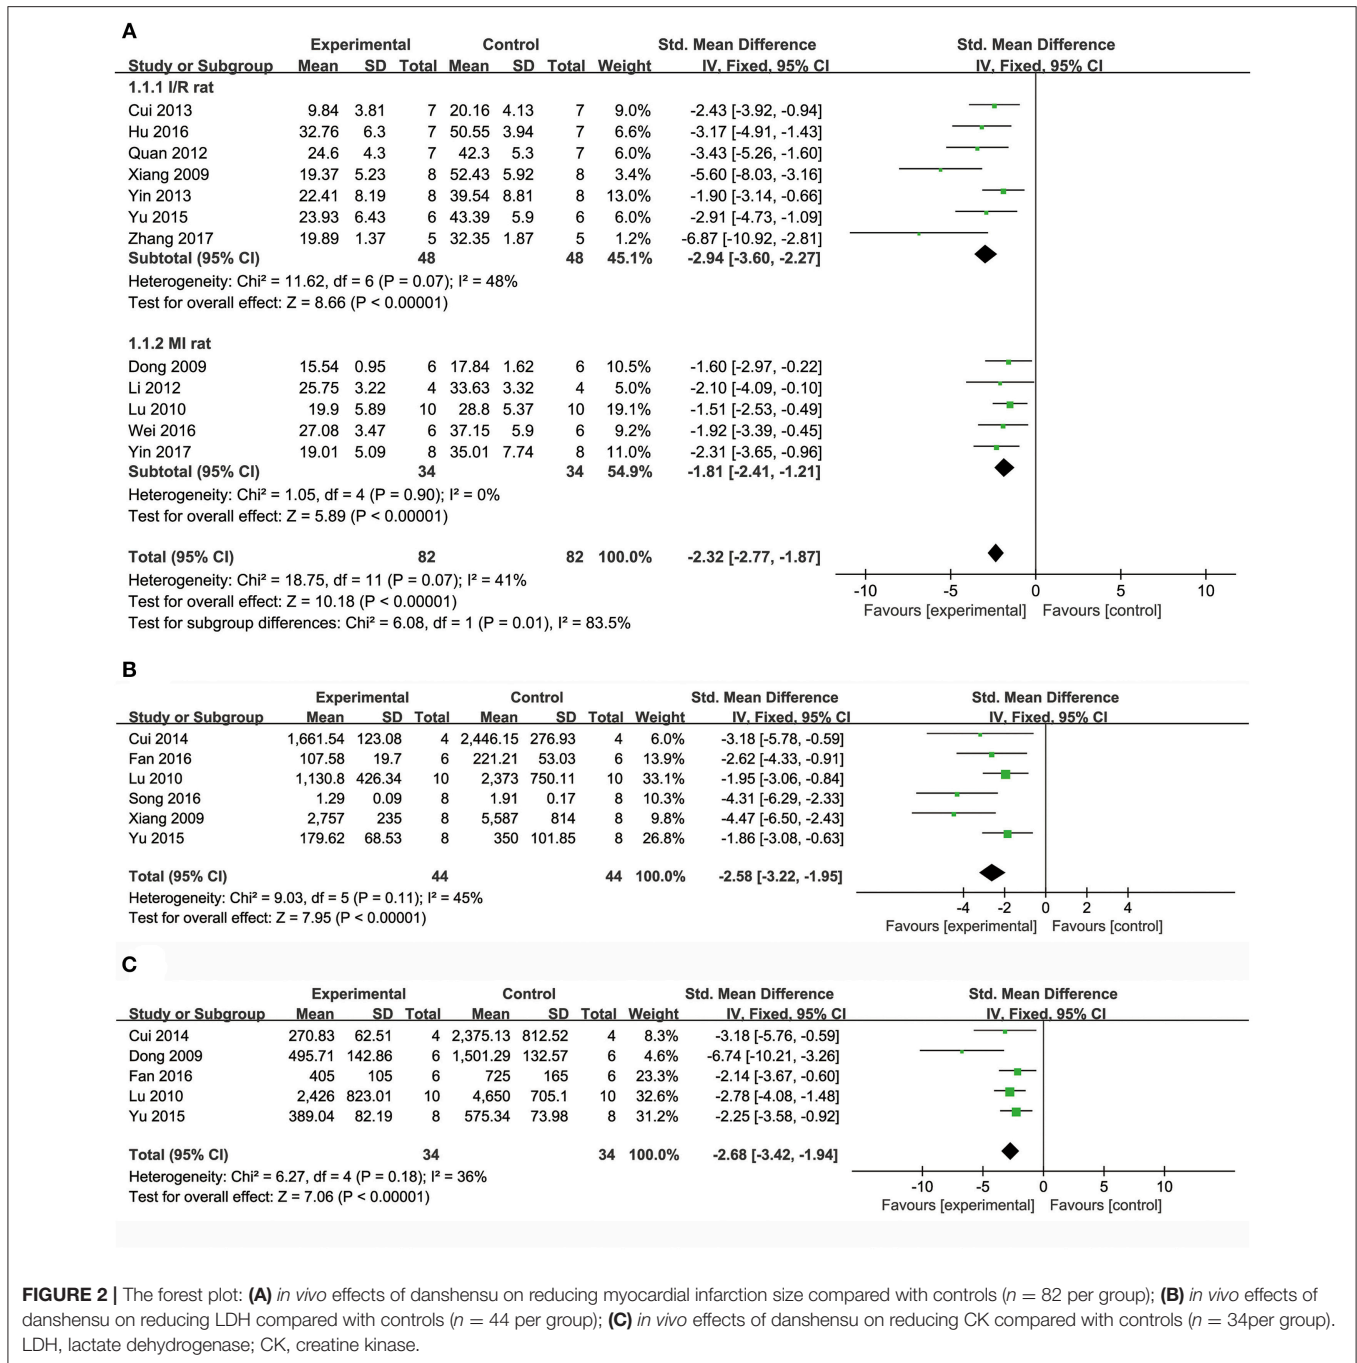 A
Experimental Control Std. Mean Difference Std. Mean Difference
Study or Subgroup Mean SD Total Mean SD Total Weight IV, Fixed, 95% CI IV, Fixed, 95% CI
1.1.1 I/R rat
Cui 2013 9.84 3.81 7 20.16 4.13 7 9.0% -2.43 [-3.92, -0.94]
Hu 2016 32.76 6.3 7 50.55 3.94 7 6.6% -3.17 [-4.91, -1.43]
Quan 2012 24.6 4.3 7 42.3 5.3 7 6.0% -3.43 [-5.26, -1.60]
Xiang 2009 19.37 5.23 8 52.43 5.92 8 3.4% -5.60 [-8.03, -3.16]
Yin 2013 22.41 8.19 8 39.54 8.81 8 13.0% -1.90 [-3.14, -0.66]
Yu 2015 23.93 6.43 6 43.39 5.9 6 6.0% -2.91 [-4.73, -1.09]
Zhang 2017 19.89 1.37 5 32.35 1.87 5 1.2% -6.87 [-10.92, -2.81]
Subtotal (95% CI) 48 48 45.1% -2.94 [-3.60, -2.27]
Heterogeneity: Chi² = 11.62, df = 6 (P = 0.07); I² = 48%
Test for overall effect: Z = 8.66 (P < 0.00001)
1.1.2 MI rat
Dong 2009 15.54 0.95 6 17.84 1.62 6 10.5% -1.60 [-2.97, -0.22]
Li 2012 25.75 3.22 4 33.63 3.32 4 5.0% -2.10 [-4.09, -0.10]
Lu 2010 19.9 5.89 10 28.8 5.37 10 19.1% -1.51 [-2.53, -0.49]
Wei 2016 27.08 3.47 6 37.15 5.9 6 9.2% -1.92 [-3.39, -0.45]
Yin 2017 19.01 5.09 8 35.01 7.74 8 11.0% -2.31 [-3.65, -0.96]
Subtotal (95% CI) 34 34 54.9% -1.81 [-2.41, -1.21]
Heterogeneity: Chi² = 1.05, df = 4 (P = 0.90); I² = 0%
Test for overall effect: Z = 5.89 (P < 0.00001)
Total (95% CI) 82 82 100.0% -2.32 [-2.77, -1.87]
Heterogeneity: Chi² = 18.75, df = 11 (P = 0.07); I² = 41%
Test for overall effect: Z = 10.18 (P < 0.00001)
Test for subgroup differences: Chi² = 6.08, df = 1 (P = 0.01), I² = 83.5%
-10 -5 0 5 10
Favours [experimental] Favours [control]
B
Experimental Control Std. Mean Difference Std. Mean Difference
Study or Subgroup Mean SD Total Mean SD Total Weight IV, Fixed, 95% CI IV, Fixed, 95% CI
Cui 2014 1,661.54 123.08 4 2,446.15 276.93 4 6.0% -3.18 [-5.78, -0.59]
Fan 2016 107.58 19.7 6 221.21 53.03 6 13.9% -2.62 [-4.33, -0.91]
Lu 2010 1,130.8 426.34 10 2,373 750.11 10 33.1% -1.95 [-3.06, -0.84]
Song 2016 1.29 0.09 8 1.91 0.17 8 10.3% -4.31 [-6.29, -2.33]
Xiang 2009 2,757 235 8 5,587 814 8 9.8% -4.47 [-6.50, -2.43]
Yu 2015 179.62 68.53 8 350 101.85 8 26.8% -1.86 [-3.08, -0.63]
Total (95% CI) 44 44 100.0% -2.58 [-3.22, -1.95]
Heterogeneity: Chi² = 9.03, df = 5 (P = 0.11); I² = 45%
Test for overall effect: Z = 7.95 (P < 0.00001)
-4 -2 0 2 4
Favours [experimental] Favours [control]
C
Experimental Control Std. Mean Difference Std. Mean Difference
Study or Subgroup Mean SD Total Mean SD Total Weight IV, Fixed, 95% CI IV, Fixed, 95% CI
Cui 2014 270.83 62.51 4 2,375.13 812.52 4 8.3% -3.18 [-5.76, -0.59]
Dong 2009 495.71 142.86 6 1,501.29 132.57 6 4.6% -6.74 [-10.21, -3.26]
Fan 2016 405 105 6 725 165 6 23.3% -2.14 [-3.67, -0.60]
Lu 2010 2,426 823.01 10 4,650 705.1 10 32.6% -2.78 [-4.08, -1.48]
Yu 2015 389.04 82.19 8 575.34 73.98 8 31.2% -2.25 [-3.58, -0.92]
Total (95% CI) 34 34 100.0% -2.68 [-3.42, -1.94]
Heterogeneity: Chi² = 6.27, df = 4 (P = 0.18); I² = 36%
Test for overall effect: Z = 7.06 (P < 0.00001)
-10 -5 0 5 10
Favours [experimental] Favours [control]
FIGURE 2 | The forest plot: (A) in vivo effects of danshensu on reducing myocardial infarction size compared with controls (n = 82 per group); (B) in vivo effects of
danshensu on reducing LDH compared with controls (n = 44 per group); (C) in vivo effects of danshensu on reducing CK compared with controls (n = 34per group).
LDH, lactate dehydrogenase; CK, creatine kinase.